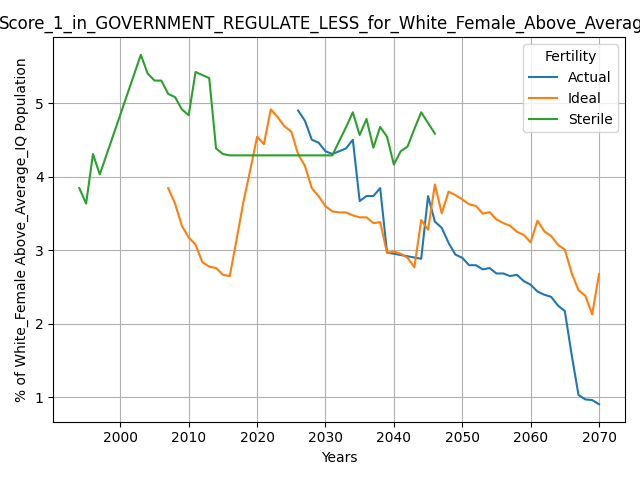 Score_1_in_GOVERNMENT_REGULATE_LESS_for_White_Female_Above_Averag
% of White_Female Above_Average_IQ Population
Fertility
Actual
Ideal
Sterile
5
4
3
2
1
2000 2010 2020 2030 2040 2050 2060 2070
Years